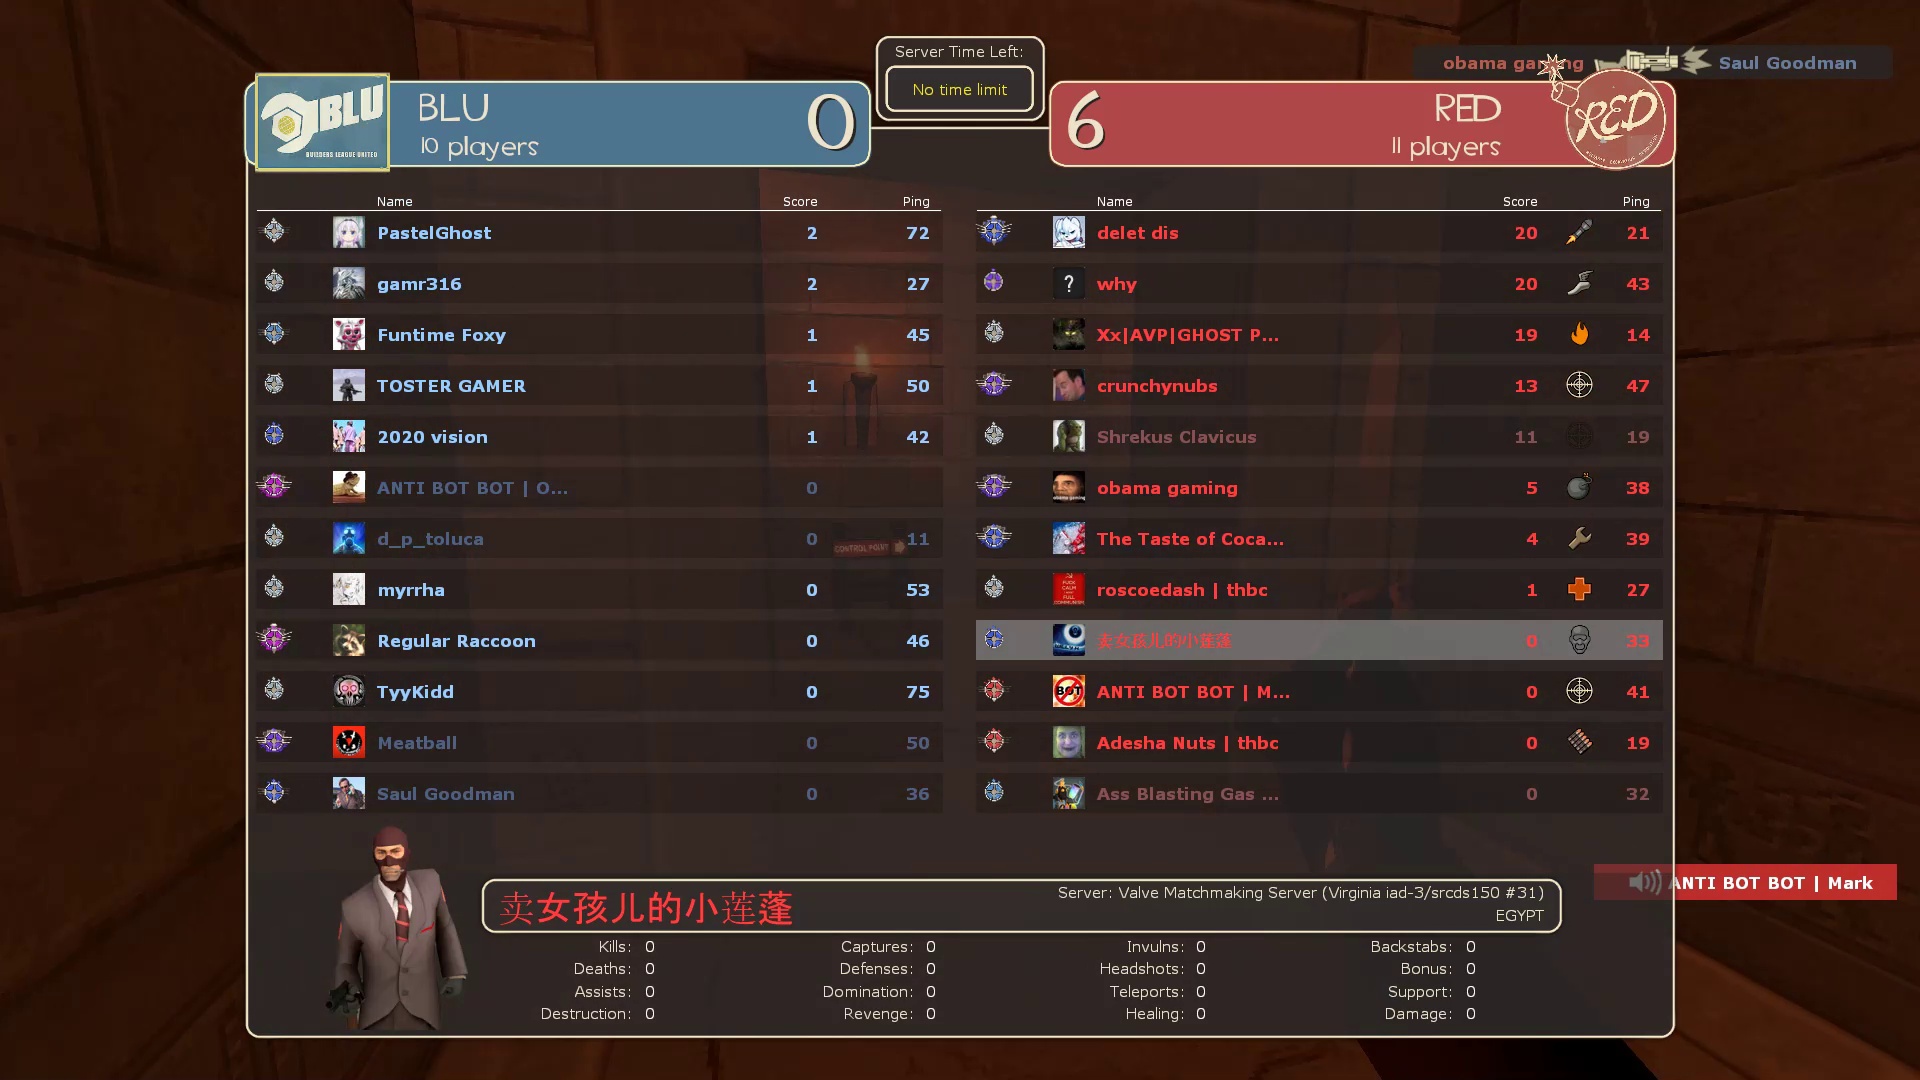 Server Time Left:
No time limit
obama gaming Saul Goodman
BLU
BUILDERS LEAGUE UNITED
BLU
10 players
0
6
RED
11 players
RED
Name Score Ping
PastelGhost 2 72
gamr316 2 27
Funtime Foxy 1 45
TOSTER GAMER 1 50
2020 vision 1 42
ANTI BOT BOT | O... 0
d_p_toluca 0 11
CONTROL POINT
myrrha 0 53
Regular Raccoon 0 46
TyyKidd 0 75
Meatball 0 50
Saul Goodman 0 36
Name Score Ping
delet dis 20 21
? why 20 43
Xx|AVP|GHOST P... 19 14
crunchynubs 13 47
Shrekus Clavicus 11 19
obama gaming 5 38
The Taste of Coca... 4 39
roscoedash | thbc 1 27
卖女孩儿的小莲蓬 0 33
BOT
ANTI BOT BOT | M... 0 41
Adesha Nuts | thbc 0 19
Ass Blasting Gas ... 0 32
卖女孩儿的小莲蓬
Server: Valve Matchmaking Server (Virginia iad-3/srcds150 #31)
EGYPT
ANTI BOT BOT | Mark
Kills: 0 Captures: 0 Invulns: 0 Backstabs: 0
Deaths: 0 Defenses: 0 Headshots: 0 Bonus: 0
Assists: 0 Domination: 0 Teleports: 0 Support: 0
Destruction: 0 Revenge: 0 Healing: 0 Damage: 0